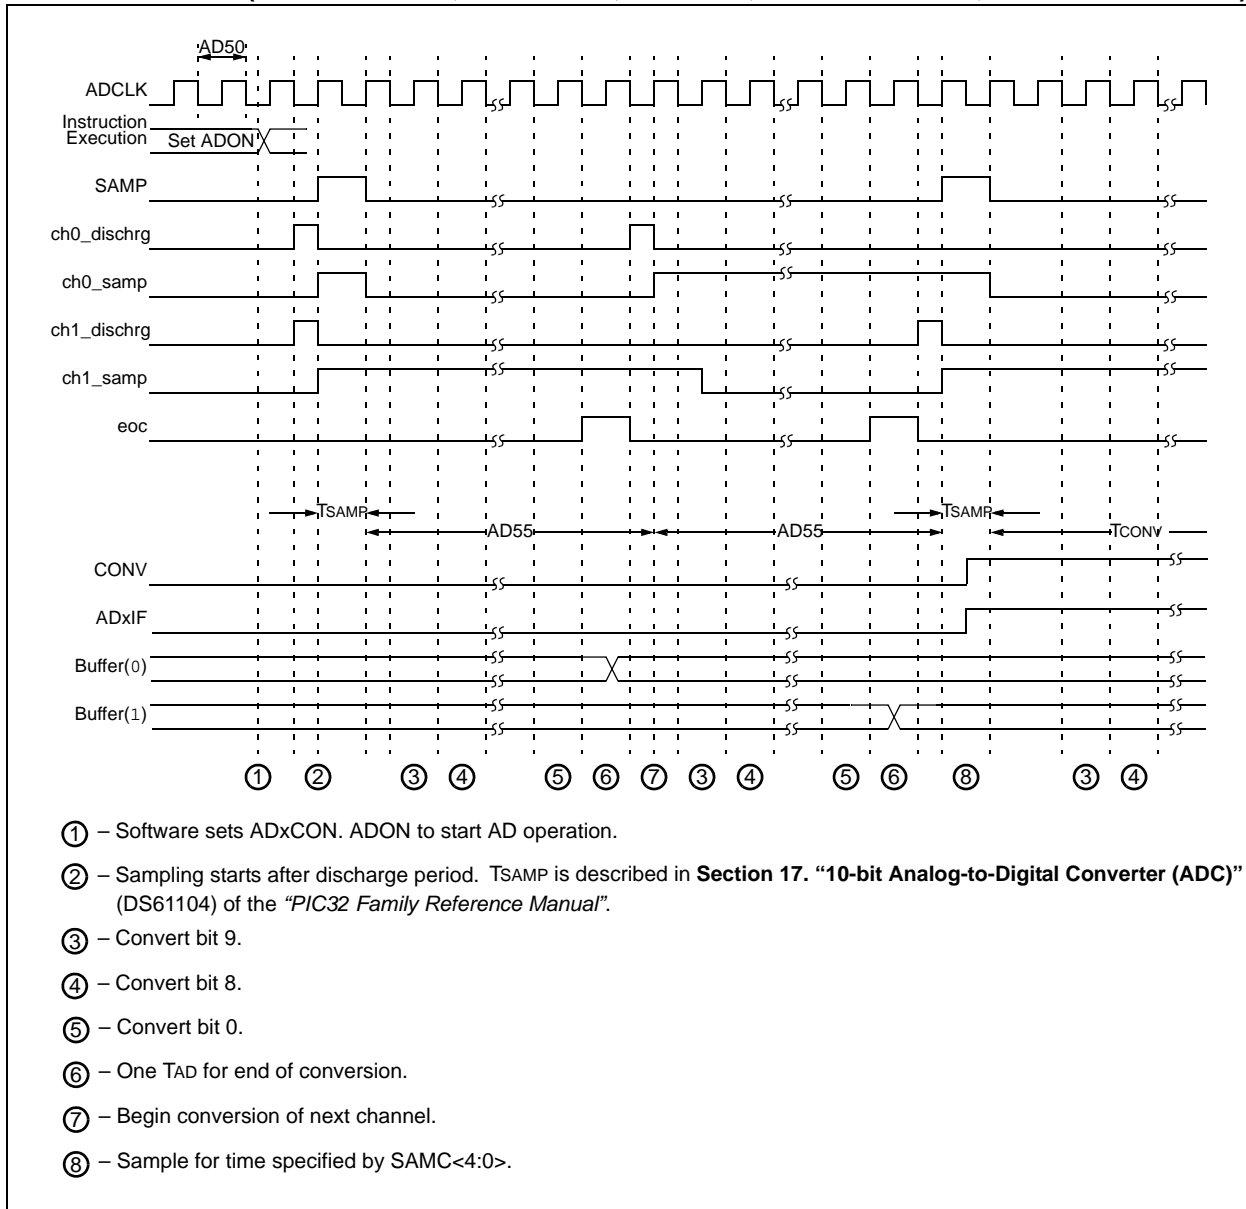 AD50
ADCLK
Instruction
Execution
Set ADON
SAMP
ch0_dischrg
ch0_samp
ch1_dischrg
ch1_samp
eoc
TSAMP
TSAMP
AD55
AD55
TCONV
CONV
ADxIF
Buffer(0)
Buffer(1)
1 2 3 4 5 6 7 3 4 5 6 8 3 4
1 – Software sets ADxCON. ADON to start AD operation.
2 – Sampling starts after discharge period. TSAMP is described in Section 17. “10-bit Analog-to-Digital Converter (ADC)”
(DS61104) of the “PIC32 Family Reference Manual”.
3 – Convert bit 9.
4 – Convert bit 8.
5 – Convert bit 0.
6 – One TAD for end of conversion.
7 – Begin conversion of next channel.
8 – Sample for time specified by SAMC<4:0>.